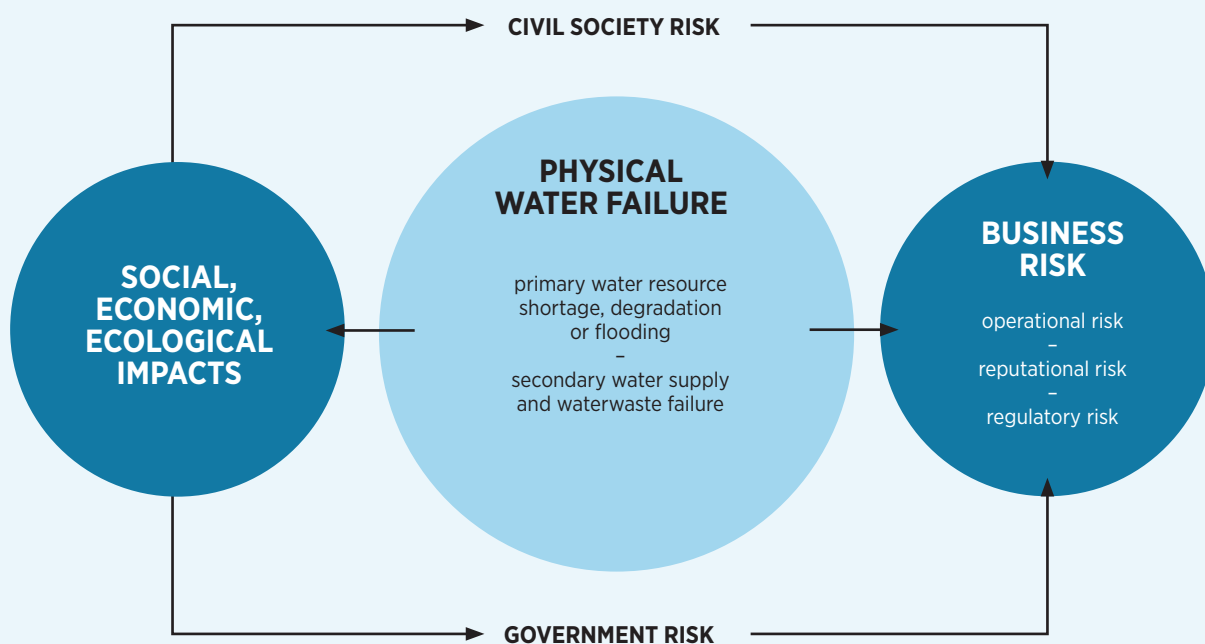 CIVIL SOCIETY RISK
SOCIAL,
ECONOMIC,
ECOLOGICAL
IMPACTS
PHYSICAL
WATER FAILURE
primary water resource
shortage, degradation
or flooding
–
secondary water supply
and waterwaste failure
BUSINESS
RISK
operational risk
–
reputational risk
–
regulatory risk
GOVERNMENT RISK